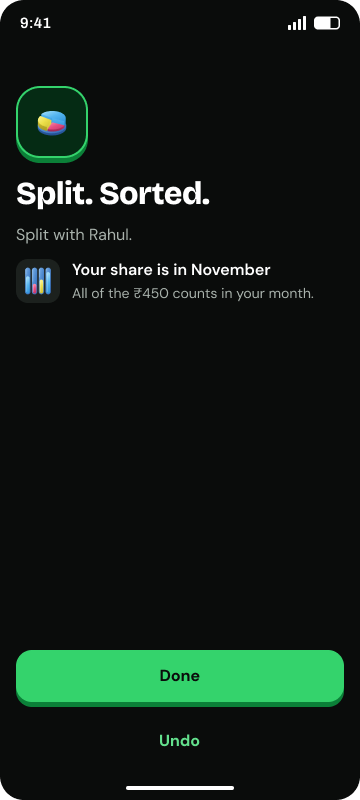 9:41
Split. Sorted.
Split with Rahul.
Your share is in November
All of the ₹450 counts in your month.
Done
Undo